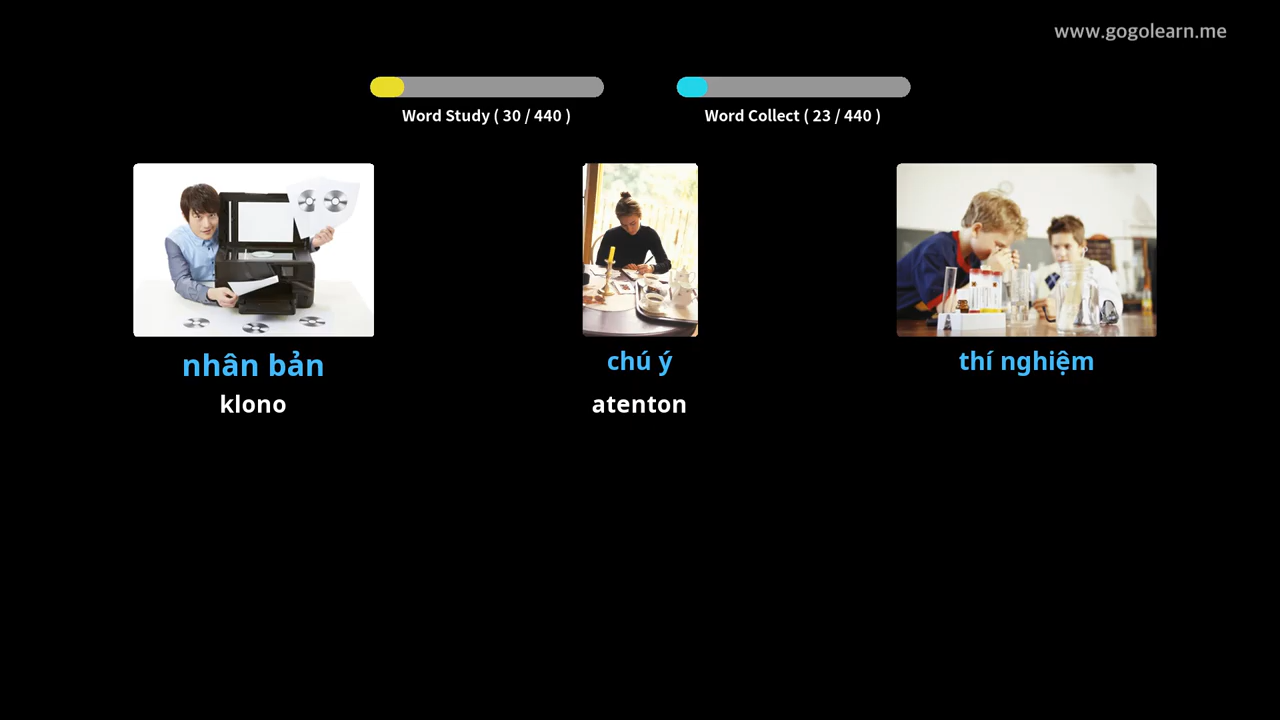 www.gogolearn.me
Word Study ( 30 / 440 )
Word Collect ( 23 / 440 )
nhân bản
klono
chú ý
atenton
thí nghiệm